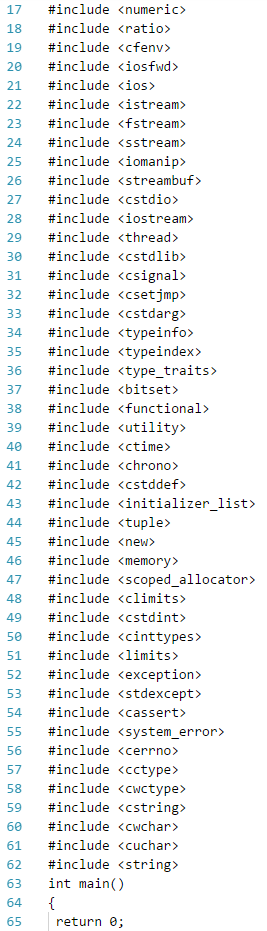 17 #include <numeric>
18 #include <ratio>
19 #include <cfenv>
20 #include <iosfwd>
21 #include <ios>
22 #include <istream>
23 #include <fstream>
24 #include <sstream>
25 #include <iomanip>
26 #include <streambuf>
27 #include <cstdio>
28 #include <iostream>
29 #include <thread>
30 #include <cstdlib>
31 #include <csignal>
32 #include <csetjmp>
33 #include <cstdarg>
34 #include <typeinfo>
35 #include <typeindex>
36 #include <type_traits>
37 #include <bitset>
38 #include <functional>
39 #include <utility>
40 #include <ctime>
41 #include <chrono>
42 #include <cstddef>
43 #include <initializer_list>
44 #include <tuple>
45 #include <new>
46 #include <memory>
47 #include <scoped_allocator>
48 #include <climits>
49 #include <cstdint>
50 #include <cinttypes>
51 #include <limits>
52 #include <exception>
53 #include <stdexcept>
54 #include <cassert>
55 #include <system_error>
56 #include <cerrno>
57 #include <cctype>
58 #include <cwctype>
59 #include <cstring>
60 #include <cwchar>
61 #include <cuchar>
62 #include <string>
63 int main()
64 {
65  return 0;